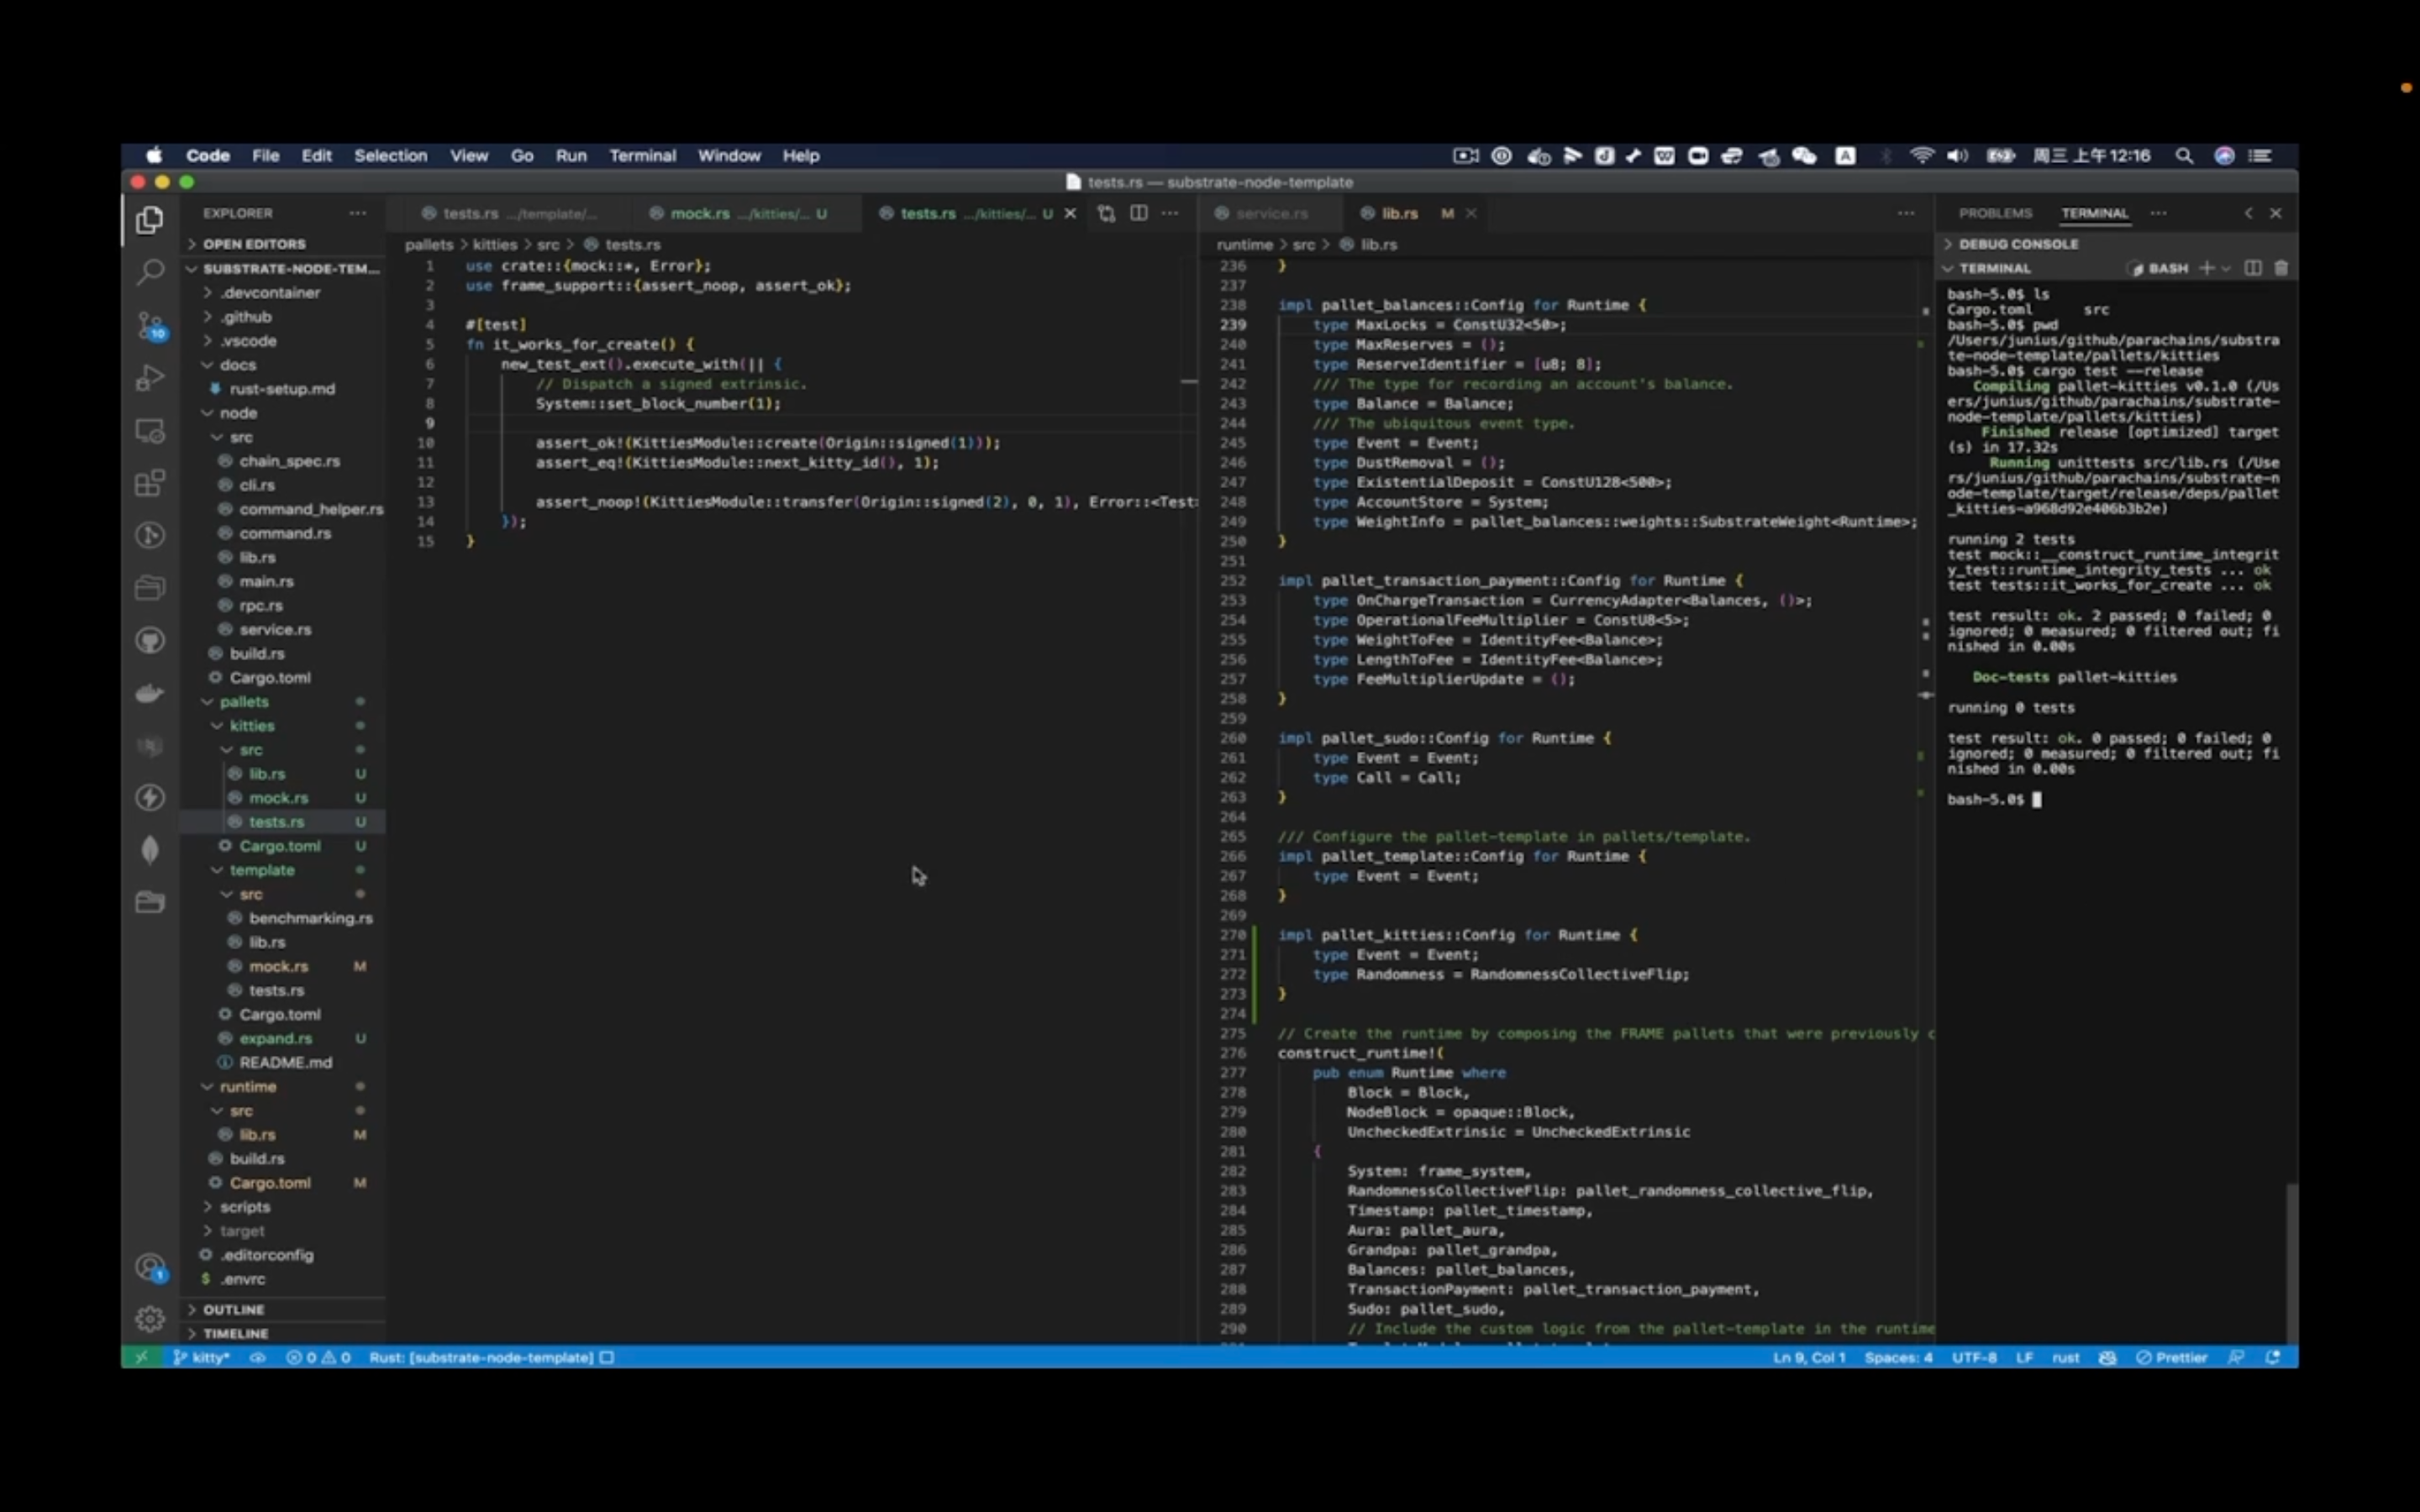 Code File Edit Selection View Go Run Terminal Window Help
周三上午12:16
tests.rs — substrate-node-template
EXPLORER
OPEN EDITORS
SUBSTRATE-NODE-TEM...
.devcontainer
.github
.vscode
docs
rust-setup.md
node
src
chain_spec.rs
cli.rs
command_helper.rs
command.rs
lib.rs
main.rs
rpc.rs
service.rs
build.rs
Cargo.toml
pallets
kitties
src
lib.rs U
mock.rs U
tests.rs U
Cargo.toml U
template
src
benchmarking.rs
lib.rs
mock.rs M
tests.rs
Cargo.toml
expand.rs U
README.md
runtime
src
lib.rs M
build.rs
Cargo.toml M
scripts
target
.editorconfig
.envrc
OUTLINE
TIMELINE
10
1
tests.rs .../template/...
mock.rs .../kitties/... U
tests.rs .../kitties/... U
pallets > kitties > src > tests.rs
1 use crate::{mock::*, Error};
2 use frame_support::{assert_noop, assert_ok};
3
4 #[test]
5 fn it_works_for_create() {
6 new_test_ext().execute_with(|| {
7 // Dispatch a signed extrinsic.
8 System::set_block_number(1);
9
10 assert_ok!(KittiesModule::create(Origin::signed(1)));
11 assert_eq!(KittiesModule::next_kitty_id(), 1);
12
13 assert_noop!(KittiesModule::transfer(Origin::signed(2), 0, 1), Error::<Test>
14 });
15 }
service.rs
lib.rs M
runtime > src > lib.rs
236 }
237
238 impl pallet_balances::Config for Runtime {
239 type MaxLocks = ConstU32<50>;
240 type MaxReserves = ();
241 type ReserveIdentifier = [u8; 8];
242 /// The type for recording an account's balance.
243 type Balance = Balance;
244 /// The ubiquitous event type.
245 type Event = Event;
246 type DustRemoval = ();
247 type ExistentialDeposit = ConstU128<500>;
248 type AccountStore = System;
249 type WeightInfo = pallet_balances::weights::SubstrateWeight<Runtime>;
250 }
251
252 impl pallet_transaction_payment::Config for Runtime {
253 type OnChargeTransaction = CurrencyAdapter<Balances, ()>;
254 type OperationalFeeMultiplier = ConstU8<5>;
255 type WeightToFee = IdentityFee<Balance>;
256 type LengthToFee = IdentityFee<Balance>;
257 type FeeMultiplierUpdate = ();
258 }
259
260 impl pallet_sudo::Config for Runtime {
261 type Event = Event;
262 type Call = Call;
263 }
264
265 /// Configure the pallet-template in pallets/template.
266 impl pallet_template::Config for Runtime {
267 type Event = Event;
268 }
269
270 impl pallet_kitties::Config for Runtime {
271 type Event = Event;
272 type Randomness = RandomnessCollectiveFlip;
273 }
274
275 // Create the runtime by composing the FRAME pallets that were previously c
276 construct_runtime!(
277 pub enum Runtime where
278 Block = Block,
279 NodeBlock = opaque::Block,
280 UncheckedExtrinsic = UncheckedExtrinsic
281 {
282 System: frame_system,
283 RandomnessCollectiveFlip: pallet_randomness_collective_flip,
284 Timestamp: pallet_timestamp,
285 Aura: pallet_aura,
286 Grandpa: pallet_grandpa,
287 Balances: pallet_balances,
288 TransactionPayment: pallet_transaction_payment,
289 Sudo: pallet_sudo,
290 // Include the custom logic from the pallet-template in the runtime
PROBLEMS TERMINAL
DEBUG CONSOLE
TERMINAL BASH
bash-5.0$ ls
Cargo.toml src
bash-5.0$ pwd
/Users/junius/github/parachains/substra
te-node-template/pallets/kitties
bash-5.0$ cargo test --release
Compiling pallet-kitties v0.1.0 (/Us
ers/junius/github/parachains/substrate-
node-template/pallets/kitties)
Finished release [optimized] target
(s) in 17.32s
Running unittests src/lib.rs (/Use
rs/junius/github/parachains/substrate-n
ode-template/target/release/deps/pallet
_kitties-a968d92e406b3b2e)
running 2 tests
test mock::__construct_runtime_integrit
y_test::runtime_integrity_tests ... ok
test tests::it_works_for_create ... ok
test result: ok. 2 passed; 0 failed; 0
ignored; 0 measured; 0 filtered out; fi
nished in 0.00s
Doc-tests pallet-kitties
running 0 tests
test result: ok. 0 passed; 0 failed; 0
ignored; 0 measured; 0 filtered out; fi
nished in 0.00s
bash-5.0$
kitty* 0 0 Rust: [substrate-node-template] Ln 9, Col 1 Spaces: 4 UTF-8 LF rust Prettier